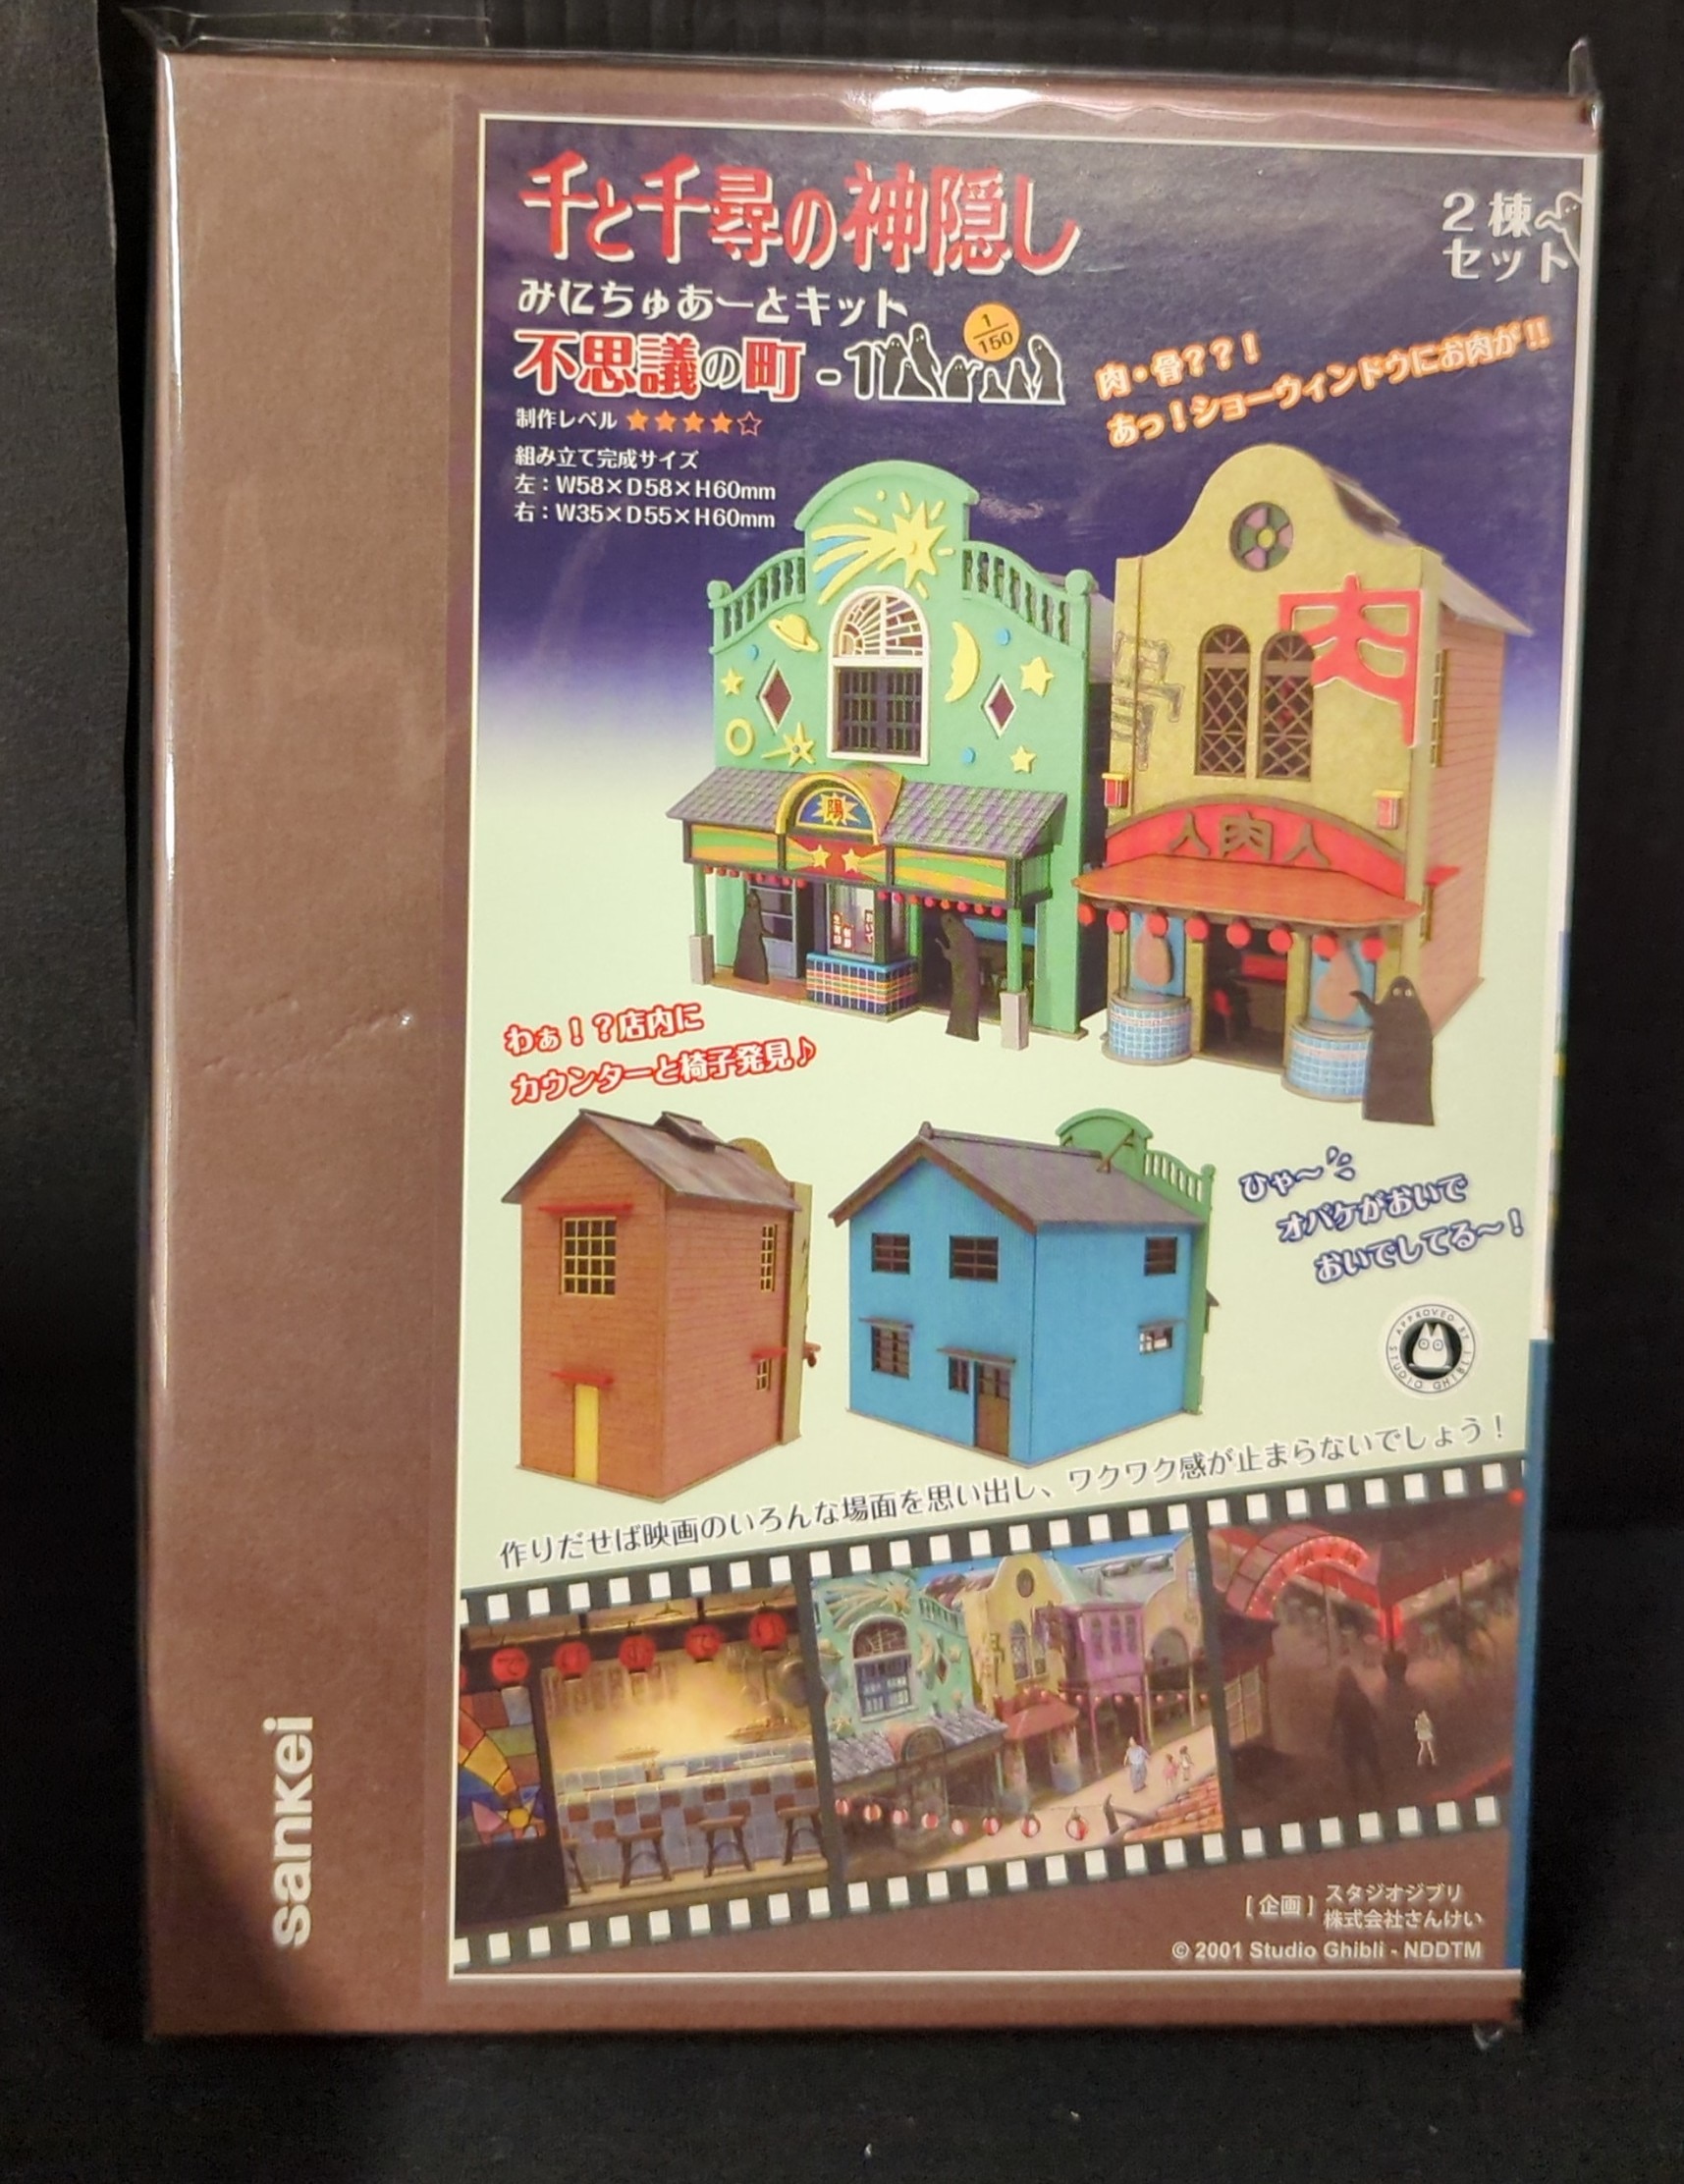 千と千尋の神隠し
2棟
セット
みにちゅあーとキット
1/150
不思議の町-1
制作レベル ★★★★☆
組み立て完成サイズ
左:W58×D58×H60mm
右:W35×D55×H60mm
肉・骨??!
あっ!ショーウィンドウにお肉が!!
肉
骨
陽
人肉人
わぁ!?店内に
カウンターと椅子発見♪
ひゃ〜
オバケがおいで
おいでしてる〜!
APPROVED BY STUDIO GHIBLI
作りだせば映画のいろんな場面を思い出し、ワクワク感が止まらないでしょう!
[企画] スタジオジブリ
株式会社さんけい
© 2001 Studio Ghibli - NDDTM
sankei